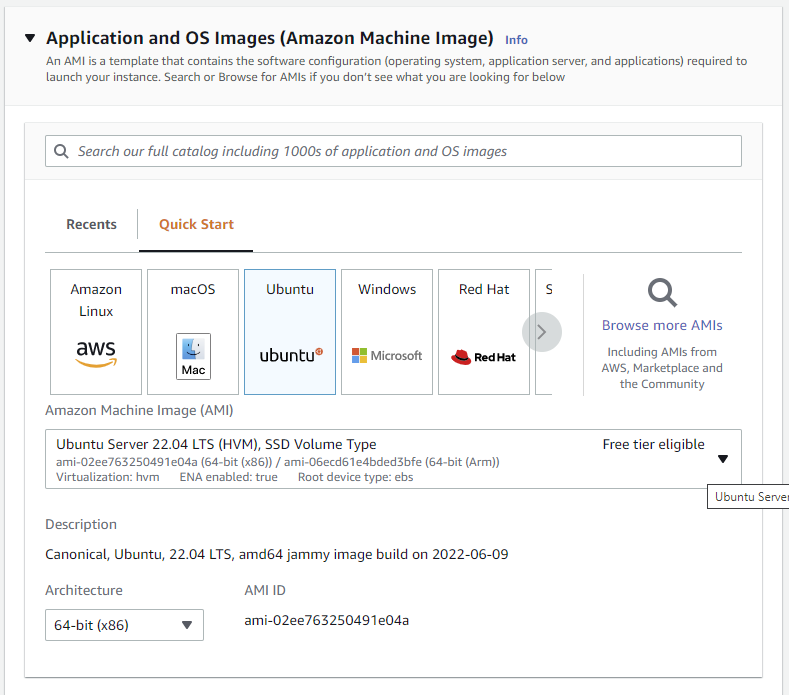 Application and OS Images (Amazon Machine Image) Info
An AMI is a template that contains the software configuration (operating system, application server, and applications) required to
launch your instance. Search or Browse for AMIs if you don’t see what you are looking for below
Search our full catalog including 1000s of application and OS images
Recents
Quick Start
Amazon
Linux
aws
macOS
Mac
Ubuntu
ubuntu
Windows
Microsoft
Red Hat
Red Hat
S
Browse more AMIs
Including AMIs from
AWS, Marketplace and
the Community
Amazon Machine Image (AMI)
Ubuntu Server 22.04 LTS (HVM), SSD Volume Type
Free tier eligible
ami-02ee763250491e04a (64-bit (x86)) / ami-06ecd61e4bded3bfe (64-bit (Arm))
Virtualization: hvm ENA enabled: true Root device type: ebs
Ubuntu Server
Description
Canonical, Ubuntu, 22.04 LTS, amd64 jammy image build on 2022-06-09
Architecture
AMI ID
64-bit (x86)
ami-02ee763250491e04a